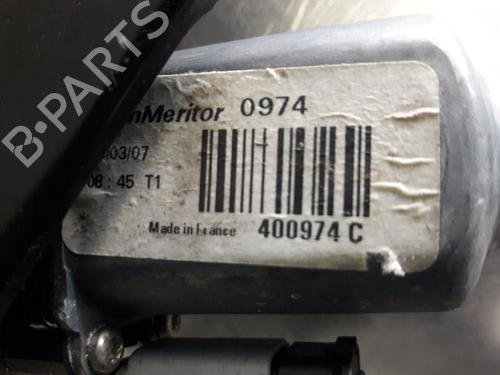 B-PARTS
nMeritor 0974
/03/07
08:45 T1
Made in France 400974 C